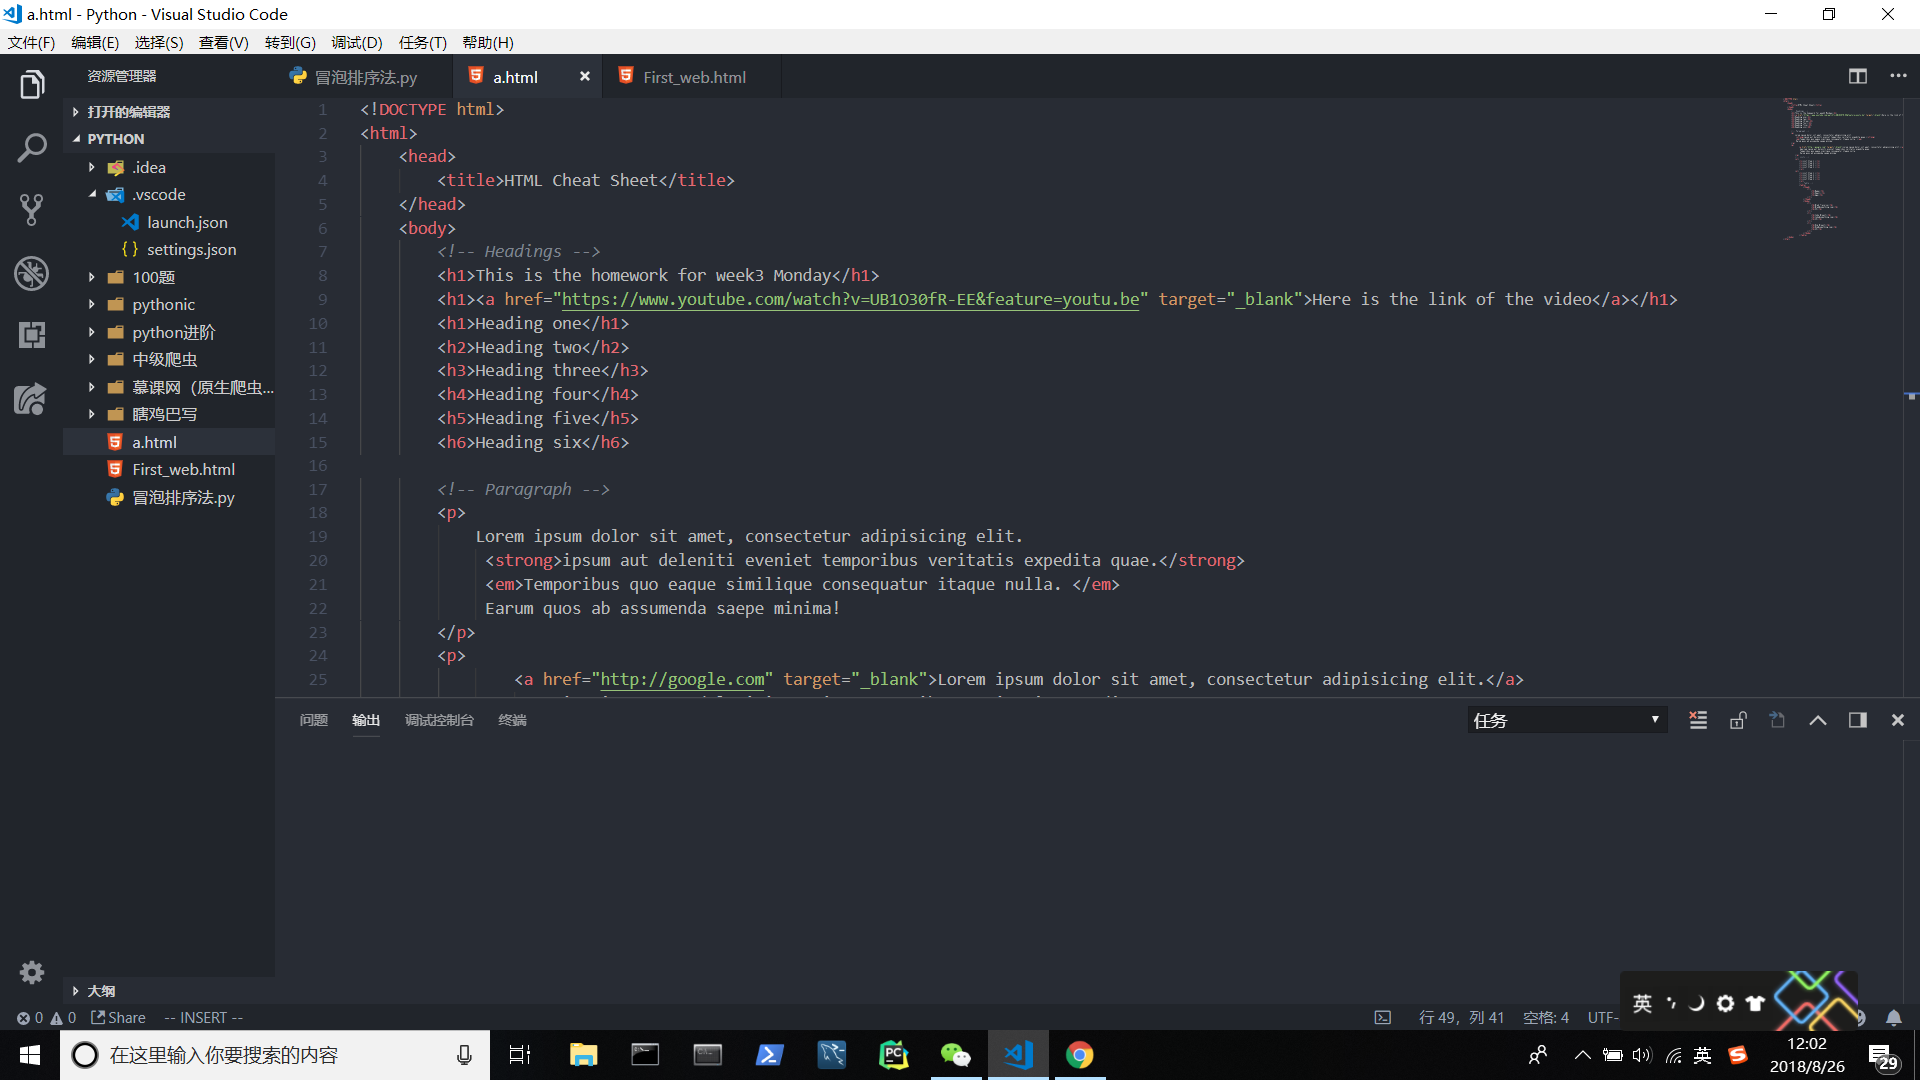 a.html - Python - Visual Studio Code
文件(F) 编辑(E) 选择(S) 查看(V) 转到(G) 调试(D) 任务(T) 帮助(H)
资源管理器
冒泡排序法.py a.html First_web.html
打开的编辑器
PYTHON
.idea
.vscode
launch.json
settings.json
100题
pythonic
python进阶
中级爬虫
慕课网（原生爬虫...
瞎鸡巴写
a.html
First_web.html
冒泡排序法.py
大纲
1 <!DOCTYPE html>
2 <html>
3 <head>
4 <title>HTML Cheat Sheet</title>
5 </head>
6 <body>
7 <!-- Headings -->
8 <h1>This is the homework for week3 Monday</h1>
9 <h1><a href="https://www.youtube.com/watch?v=UB1O30fR-EE&feature=youtu.be" target="_blank">Here is the link of the video</a></h1>
10 <h1>Heading one</h1>
11 <h2>Heading two</h2>
12 <h3>Heading three</h3>
13 <h4>Heading four</h4>
14 <h5>Heading five</h5>
15 <h6>Heading six</h6>
16
17 <!-- Paragraph -->
18 <p>
19 Lorem ipsum dolor sit amet, consectetur adipisicing elit.
20 <strong>ipsum aut deleniti eveniet temporibus veritatis expedita quae.</strong>
21 <em>Temporibus quo eaque similique consequatur itaque nulla. </em>
22 Earum quos ab assumenda saepe minima!
23 </p>
24 <p>
25 <a href="http://google.com" target="_blank">Lorem ipsum dolor sit amet, consectetur adipisicing elit.</a>
问题 输出 调试控制台 终端
任务
0 0 Share -- INSERT --
行 49，列 41 空格: 4 UTF-
英
在这里输入你要搜索的内容
英
12:02
2018/8/26
29